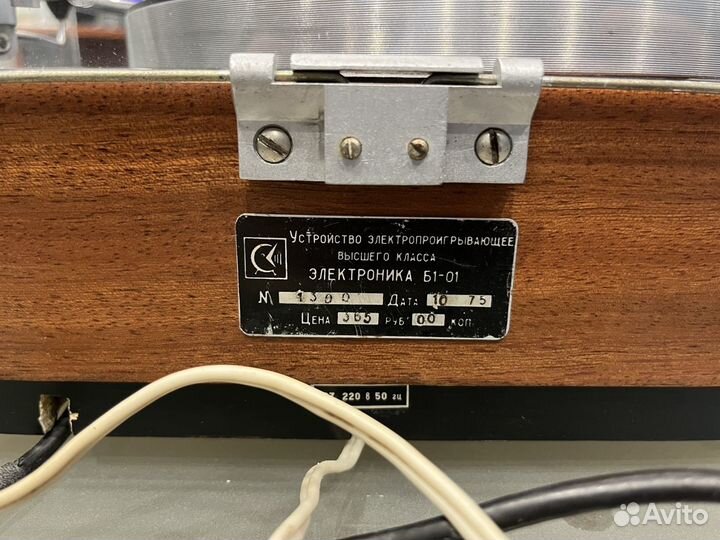 Устройство электропроигрывающее
высшего класса
Электроника Б1-01
№ 1300 Дата 10 75
Цена 365 руб 00 коп
220 В 50 гц
Avito